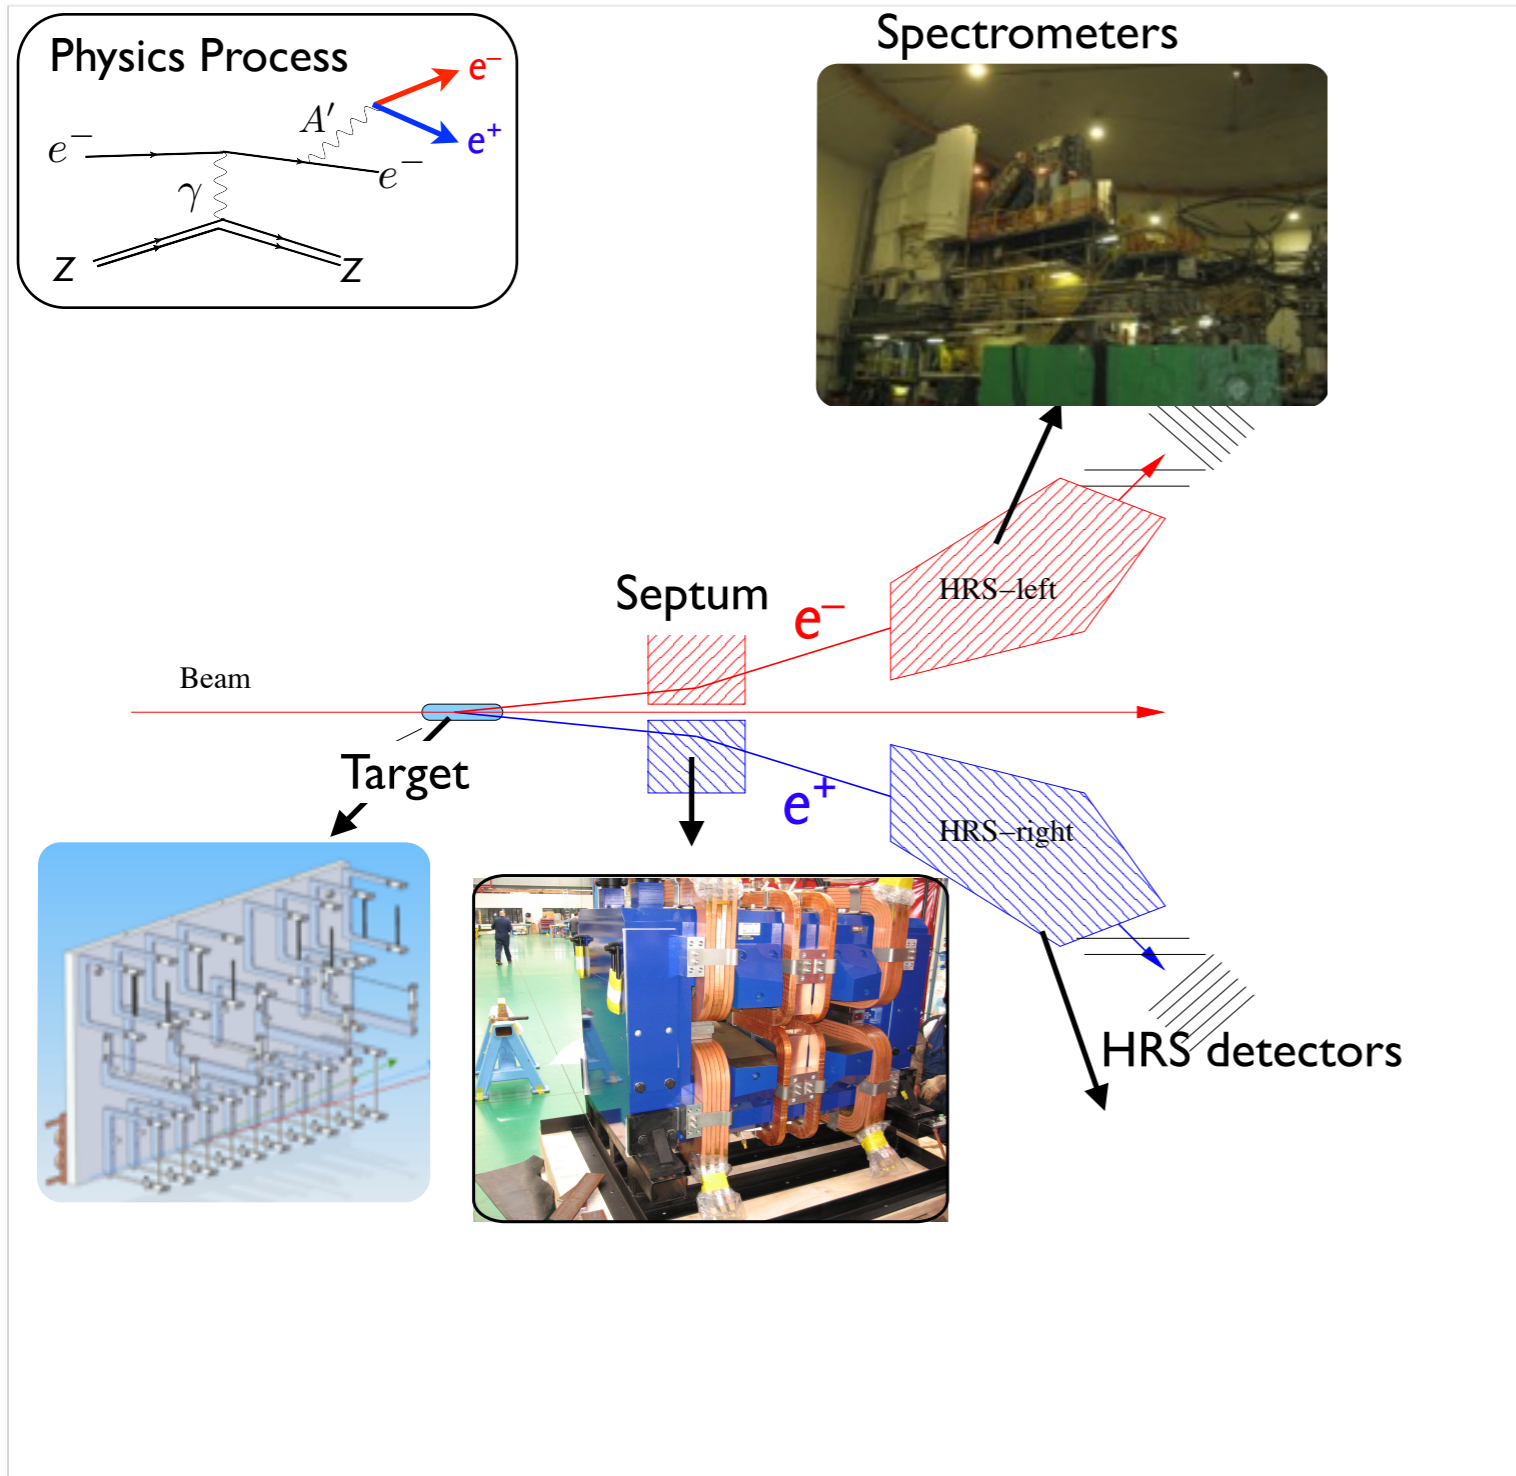 Physics Process
e⁻
A′
e⁻
e⁺
e⁻
γ
Z
Z
Spectrometers
HRS–left
Septum
e⁻
Beam
Target
e⁺
HRS–right
HRS detectors